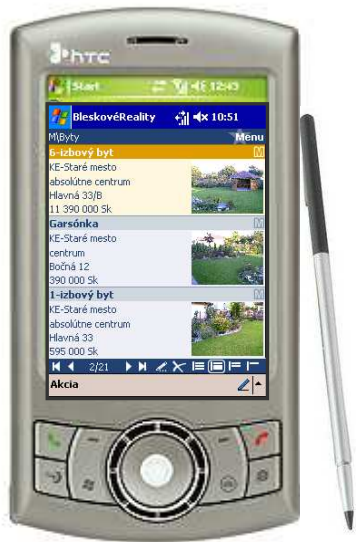 htc
Start 12:43
BleskovéReality 10:51
M\Byty Menu
6-izbový byt M
KE-Staré mesto
absolútne centrum
Hlavná 33/B
11 390 000 Sk
Garsónka M
KE-Staré mesto
centrum
Bočná 12
390 000 Sk
1-izbový byt M
KE-Staré mesto
absolútne centrum
Hlavná 33
595 000 Sk
2/21
Akcia
ok